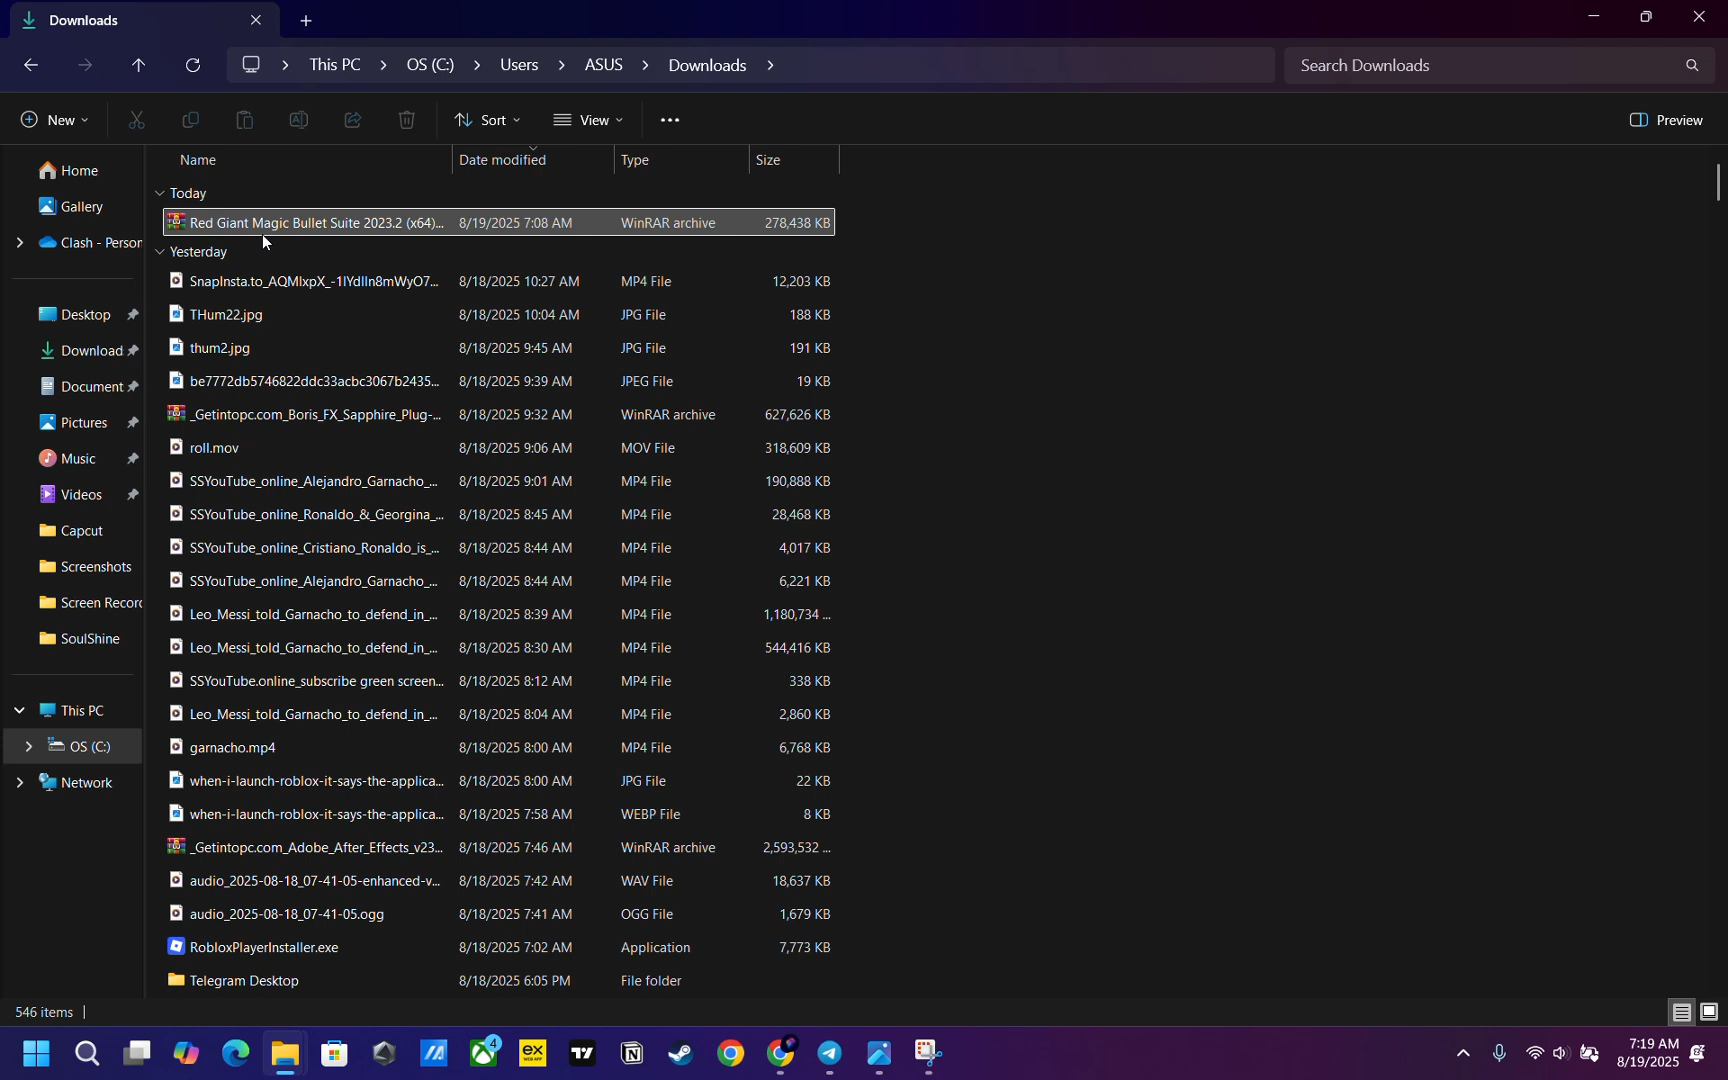 Downloads
This PC > OS (C:) > Users > ASUS > Downloads >
Search Downloads
New
Sort
View
Preview
Home
Gallery
Clash - Person
Desktop
Download
Document
Pictures
Music
Videos
Capcut
Screenshots
Screen Record
SoulShine
This PC
OS (C:)
Network
Name Date modified Type Size
Today
Red Giant Magic Bullet Suite 2023.2 (x64)... 8/19/2025 7:08 AM WinRAR archive 278,438 KB
Yesterday
SnapInsta.to_AQMIxpX_-1IYdIIn8mWyO7... 8/18/2025 10:27 AM MP4 File 12,203 KB
THum22.jpg 8/18/2025 10:04 AM JPG File 188 KB
thum2.jpg 8/18/2025 9:45 AM JPG File 191 KB
be7772db5746822ddc33acbc3067b2435... 8/18/2025 9:39 AM JPEG File 19 KB
_Getintopc.com_Boris_FX_Sapphire_Plug-... 8/18/2025 9:32 AM WinRAR archive 627,626 KB
roll.mov 8/18/2025 9:06 AM MOV File 318,609 KB
SSYouTube_online_Alejandro_Garnacho_... 8/18/2025 9:01 AM MP4 File 190,888 KB
SSYouTube_online_Ronaldo_&_Georgina_... 8/18/2025 8:45 AM MP4 File 28,468 KB
SSYouTube_online_Cristiano_Ronaldo_is_... 8/18/2025 8:44 AM MP4 File 4,017 KB
SSYouTube_online_Alejandro_Garnacho_... 8/18/2025 8:44 AM MP4 File 6,221 KB
Leo_Messi_told_Garnacho_to_defend_in_... 8/18/2025 8:39 AM MP4 File 1,180,734 ...
Leo_Messi_told_Garnacho_to_defend_in_... 8/18/2025 8:30 AM MP4 File 544,416 KB
SSYouTube.online_subscribe green screen... 8/18/2025 8:12 AM MP4 File 338 KB
Leo_Messi_told_Garnacho_to_defend_in_... 8/18/2025 8:04 AM MP4 File 2,860 KB
garnacho.mp4 8/18/2025 8:00 AM MP4 File 6,768 KB
when-i-launch-roblox-it-says-the-applica... 8/18/2025 8:00 AM JPG File 22 KB
when-i-launch-roblox-it-says-the-applica... 8/18/2025 7:58 AM WEBP File 8 KB
_Getintopc.com_Adobe_After_Effects_v23... 8/18/2025 7:46 AM WinRAR archive 2,593,532 ...
audio_2025-08-18_07-41-05-enhanced-v... 8/18/2025 7:42 AM WAV File 18,637 KB
audio_2025-08-18_07-41-05.ogg 8/18/2025 7:41 AM OGG File 1,679 KB
RobloxPlayerInstaller.exe 8/18/2025 7:02 AM Application 7,773 KB
Telegram Desktop 8/18/2025 6:05 PM File folder
546 items
4
ex
WEB APP
7:19 AM
8/19/2025